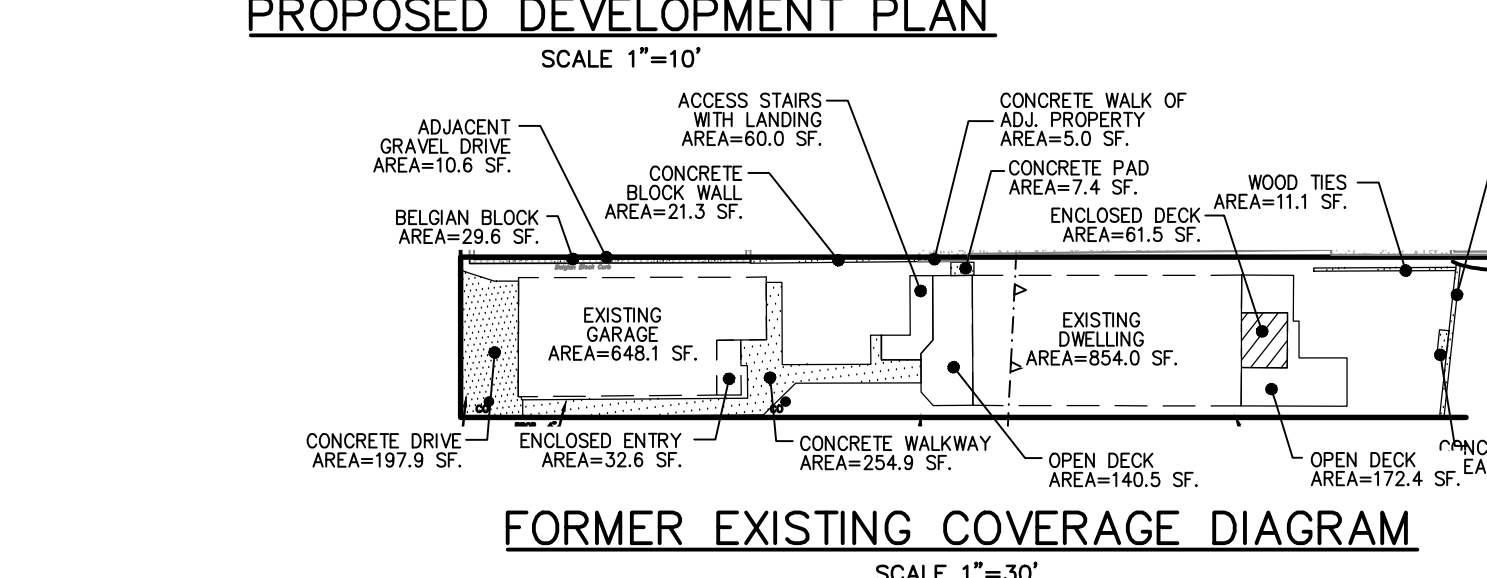 PROPOSED DEVELOPMENT PLAN
SCALE 1"=10'
ACCESS STAIRS
WITH LANDING
AREA=60.0 SF.
CONCRETE WALK OF
ADJ. PROPERTY
AREA=5.0 SF.
ADJACENT
GRAVEL DRIVE
AREA=10.6 SF.
CONCRETE
BLOCK WALL
AREA=21.3 SF.
CONCRETE PAD
AREA=7.4 SF.
WOOD TIES
AREA=11.1 SF.
BELGIAN BLOCK
AREA=29.6 SF.
ENCLOSED DECK
AREA=61.5 SF.
Belgian Block Curb
EXISTING
GARAGE
AREA=648.1 SF.
EXISTING
DWELLING
AREA=854.0 SF.
CO
CO
CONCRETE DRIVE
AREA=197.9 SF.
ENCLOSED ENTRY
AREA=32.6 SF.
CONCRETE WALKWAY
AREA=254.9 SF.
OPEN DECK
AREA=140.5 SF.
OPEN DECK
AREA=172.4 SF.
FORMER EXISTING COVERAGE DIAGRAM
SCALE 1"=30'